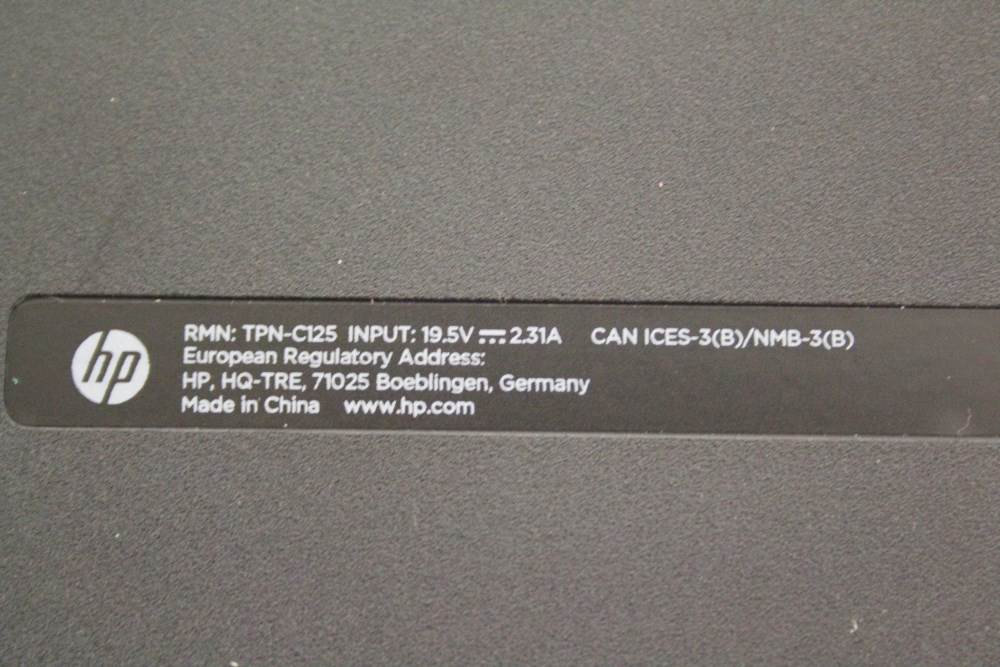 hp
RMN: TPN-C125 INPUT: 19.5V ⎓ 2.31A CAN ICES-3(B)/NMB-3(B)
European Regulatory Address:
HP, HQ-TRE, 71025 Boeblingen, Germany
Made in China www.hp.com